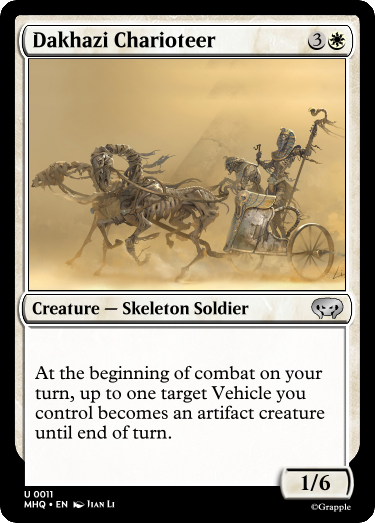 Dakhazi Charioteer 3
Creature — Skeleton Soldier
At the beginning of combat on your
turn, up to one target Vehicle you
control becomes an artifact creature
until end of turn.
1/6
U 0011
MHQ • EN Jian Li
©Grapple